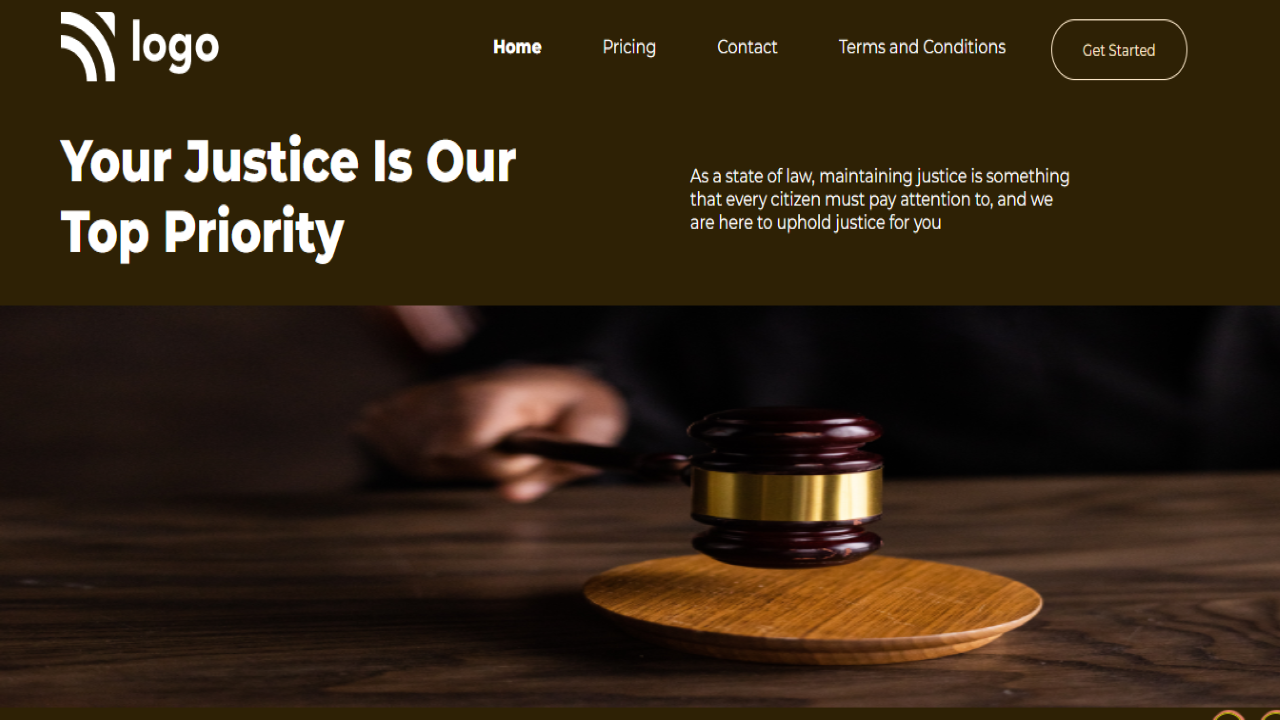 logo
Home
Pricing
Contact
Terms and Conditions
Get Started
Your Justice Is Our
Top Priority
As a state of law, maintaining justice is something
that every citizen must pay attention to, and we
are here to uphold justice for you